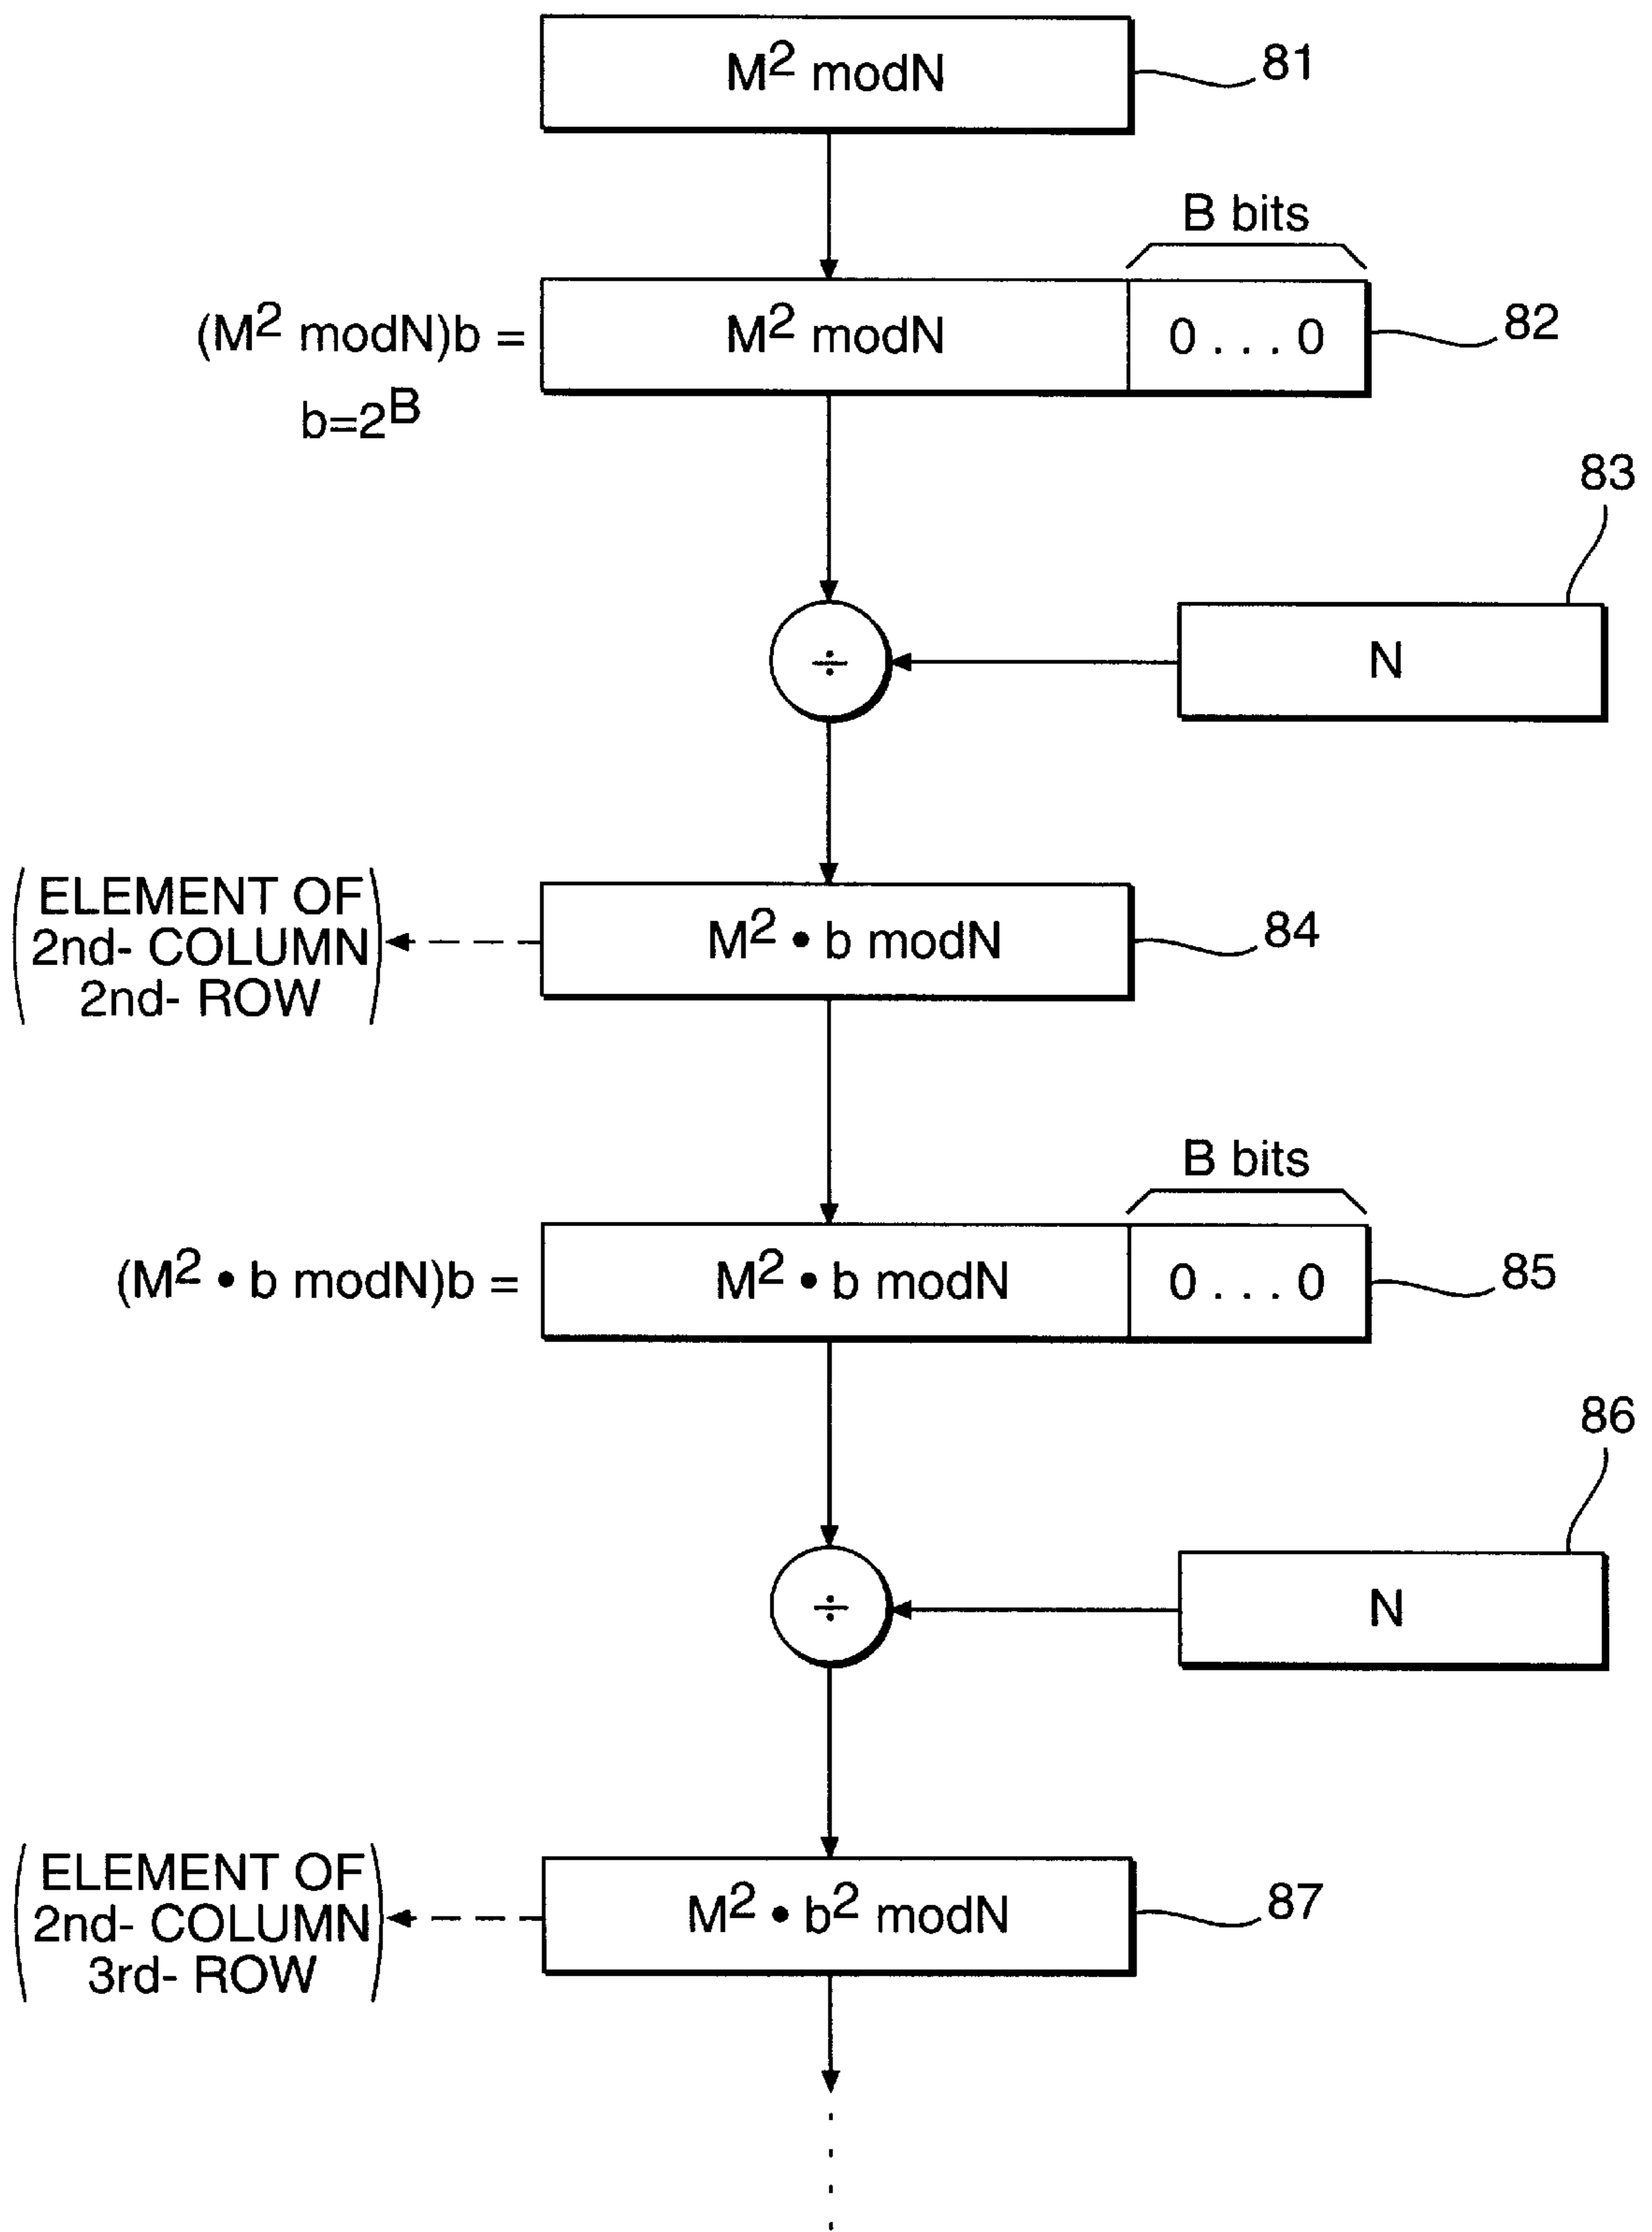 M² modN
81
B bits
(M² modN)b =
M² modN
0 . . . 0
82
b=2ᴮ
83
÷
N
(ELEMENT OF
2nd- COLUMN
2nd- ROW)
M² • b modN
84
B bits
(M² • b modN)b =
M² • b modN
0 . . . 0
85
86
÷
N
(ELEMENT OF
2nd- COLUMN
3rd- ROW)
M² • b² modN
87